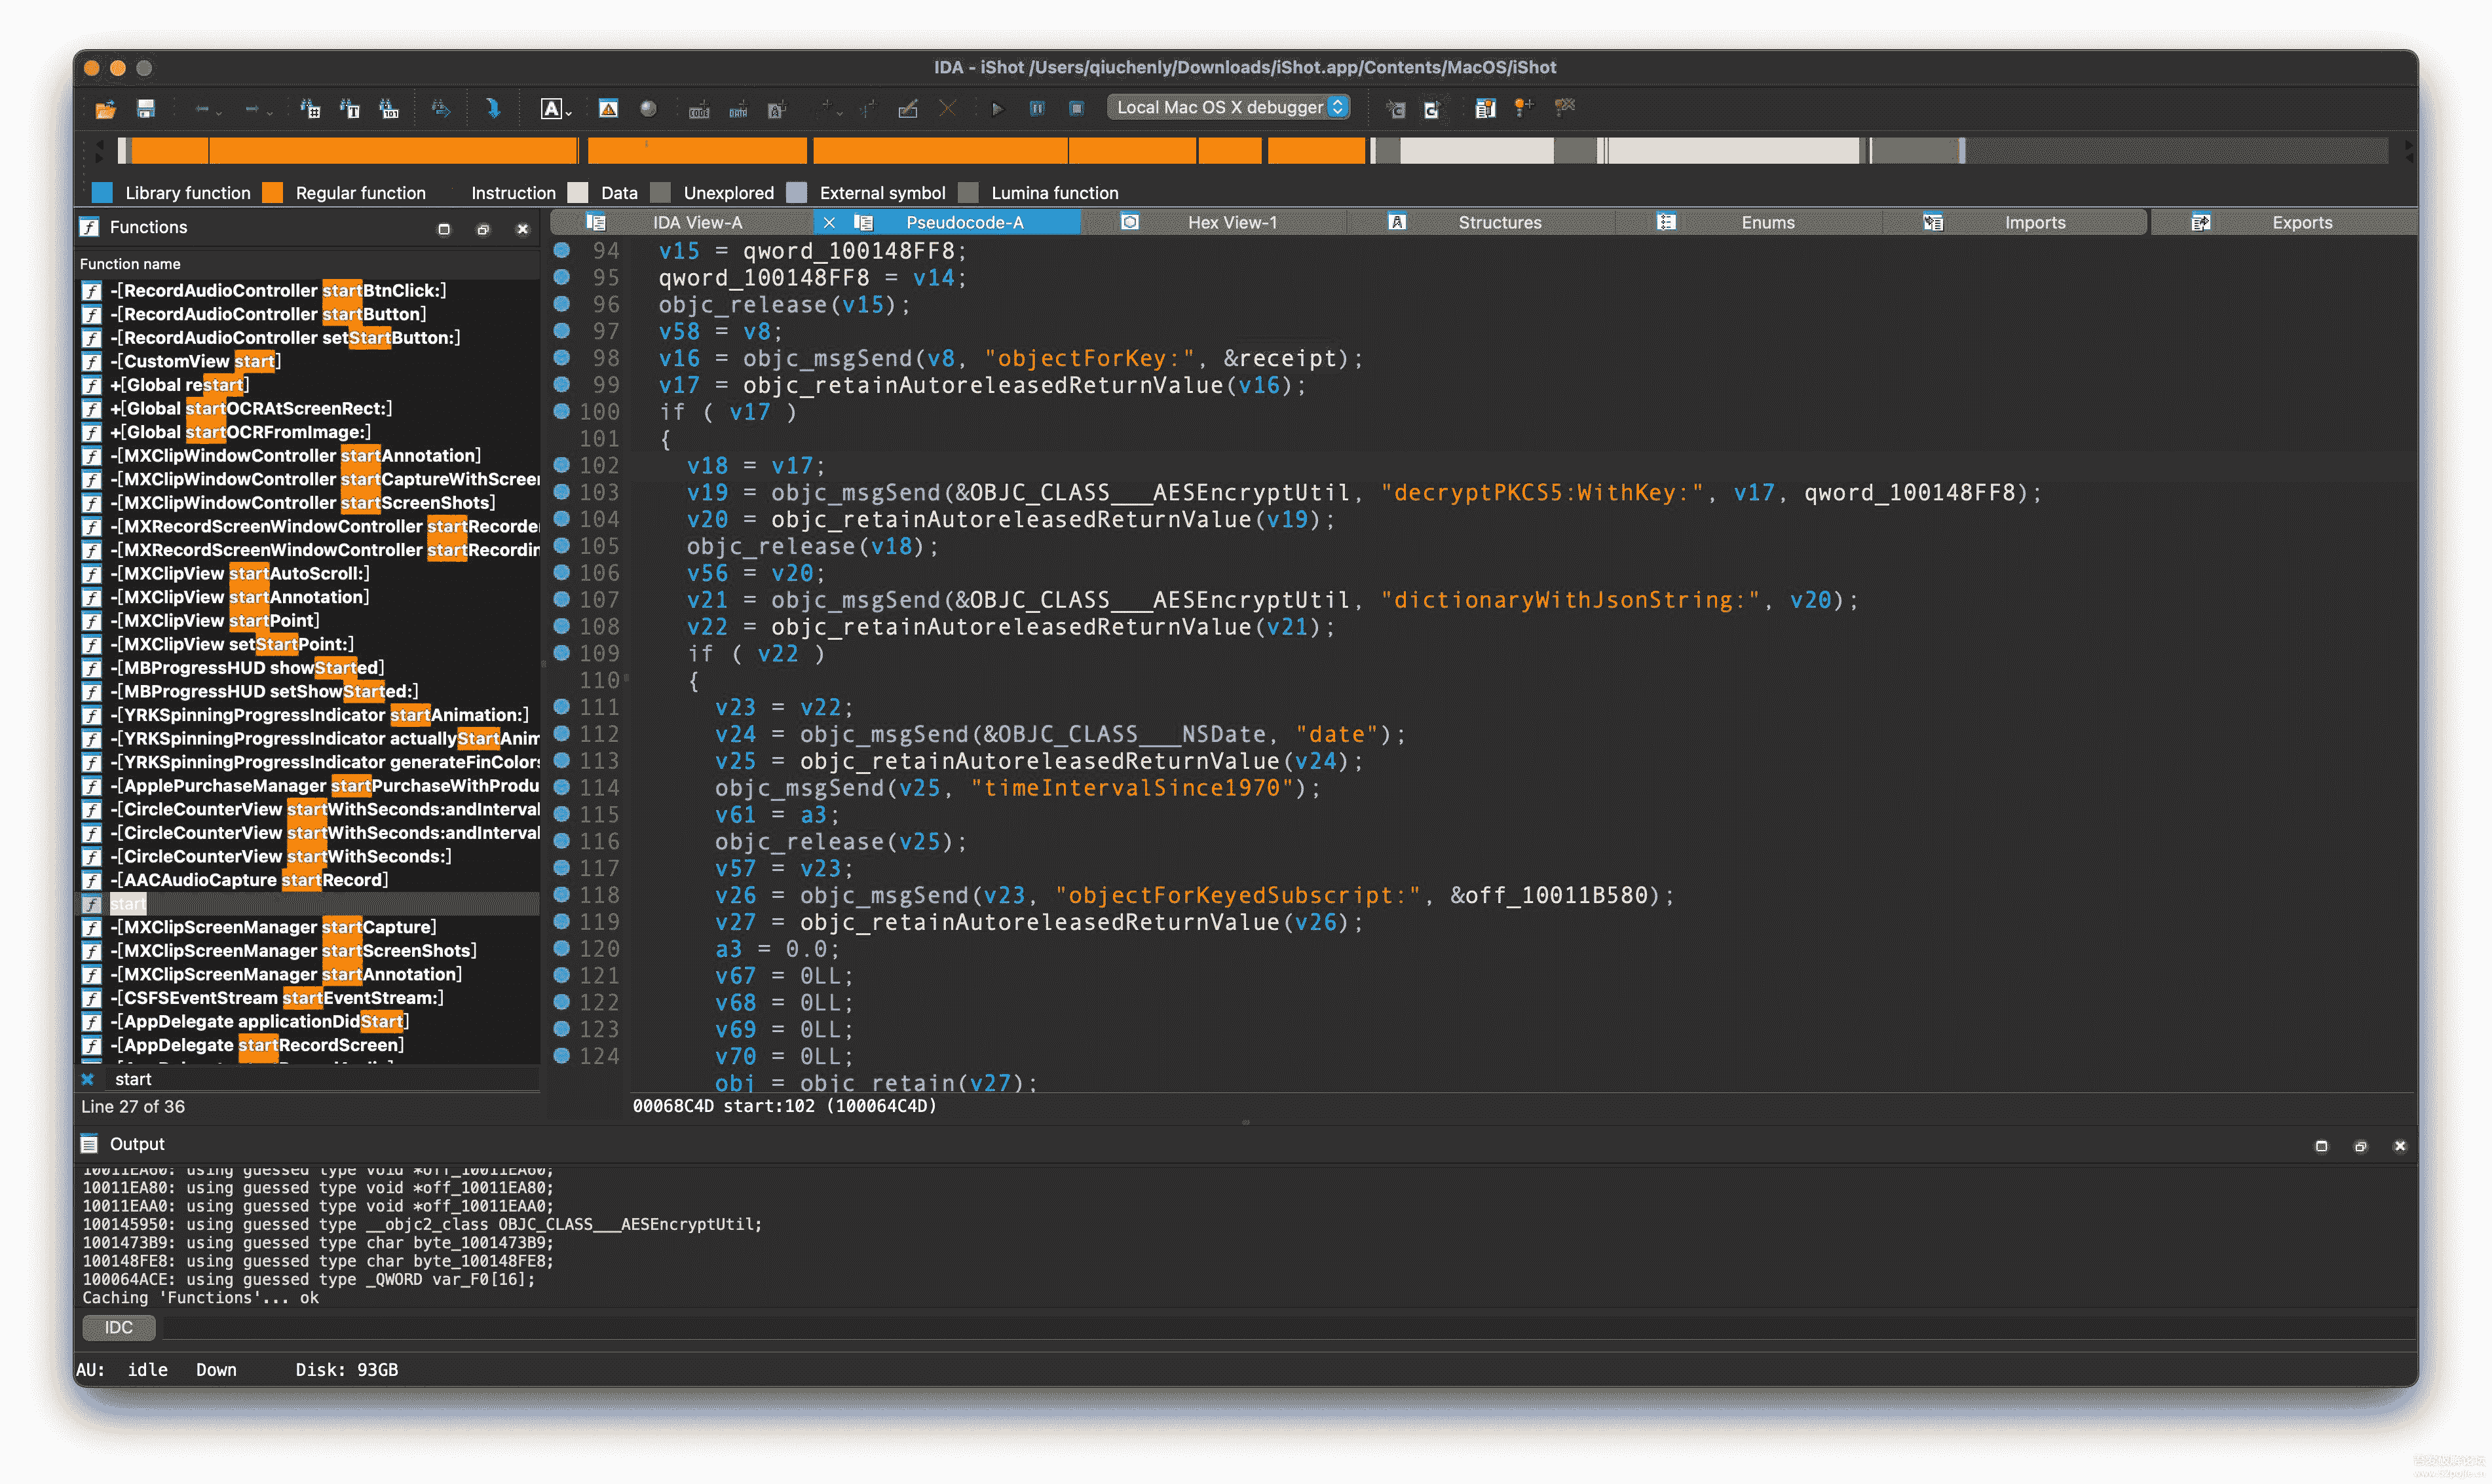 IDA - iShot /Users/qiuchenly/Downloads/iShot.app/Contents/MacOS/iShot
Local Mac OS X debugger
Library function Regular function Instruction Data Unexplored External symbol Lumina function
Functions
IDA View-A Pseudocode-A Hex View-1 Structures Enums Imports Exports
Function name
-[RecordAudioController startBtnClick:]
-[RecordAudioController startButton]
-[RecordAudioController setStartButton:]
-[CustomView start]
+[Global restart]
+[Global startOCRAtScreenRect:]
+[Global startOCRFromImage:]
-[MXClipWindowController startAnnotation]
-[MXClipWindowController startCaptureWithScreen
-[MXClipWindowController startScreenShots]
-[MXRecordScreenWindowController startRecorde
-[MXRecordScreenWindowController startRecordin
-[MXClipView startAutoScroll:]
-[MXClipView startAnnotation]
-[MXClipView startPoint]
-[MXClipView setStartPoint:]
-[MBProgressHUD showStarted]
-[MBProgressHUD setShowStarted:]
-[YRKSpinningProgressIndicator startAnimation:]
-[YRKSpinningProgressIndicator actuallyStartAnim
-[YRKSpinningProgressIndicator generateFinColors
-[ApplePurchaseManager startPurchaseWithProdu
-[CircleCounterView startWithSeconds:andInterval
-[CircleCounterView startWithSeconds:andInterval
-[CircleCounterView startWithSeconds:]
-[AACAudioCapture startRecord]
start
-[MXClipScreenManager startCapture]
-[MXClipScreenManager startScreenShots]
-[MXClipScreenManager startAnnotation]
-[CSFSEventStream startEventStream:]
-[AppDelegate applicationDidStart]
-[AppDelegate startRecordScreen]
start
Line 27 of 36
94 v15 = qword_100148FF8;
95 qword_100148FF8 = v14;
96 objc_release(v15);
97 v58 = v8;
98 v16 = objc_msgSend(v8, "objectForKey:", &receipt);
99 v17 = objc_retainAutoreleasedReturnValue(v16);
100 if ( v17 )
101 {
102 v18 = v17;
103 v19 = objc_msgSend(&OBJC_CLASS___AESEncryptUtil, "decryptPKCS5:WithKey:", v17, qword_100148FF8);
104 v20 = objc_retainAutoreleasedReturnValue(v19);
105 objc_release(v18);
106 v56 = v20;
107 v21 = objc_msgSend(&OBJC_CLASS___AESEncryptUtil, "dictionaryWithJsonString:", v20);
108 v22 = objc_retainAutoreleasedReturnValue(v21);
109 if ( v22 )
110 {
111 v23 = v22;
112 v24 = objc_msgSend(&OBJC_CLASS___NSDate, "date");
113 v25 = objc_retainAutoreleasedReturnValue(v24);
114 objc_msgSend(v25, "timeIntervalSince1970");
115 v61 = a3;
116 objc_release(v25);
117 v57 = v23;
118 v26 = objc_msgSend(v23, "objectForKeyedSubscript:", &off_10011B580);
119 v27 = objc_retainAutoreleasedReturnValue(v26);
120 a3 = 0.0;
121 v67 = 0LL;
122 v68 = 0LL;
123 v69 = 0LL;
124 v70 = 0LL;
obj = objc_retain(v27);
00068C4D start:102 (100064C4D)
Output
10011EA60: using guessed type void *off_10011EA60;
10011EA80: using guessed type void *off_10011EA80;
10011EAA0: using guessed type void *off_10011EAA0;
100145950: using guessed type __objc2_class OBJC_CLASS___AESEncryptUtil;
1001473B9: using guessed type char byte_1001473B9;
100148FE8: using guessed type char byte_100148FE8;
100064ACE: using guessed type _QWORD var_F0[16];
Caching 'Functions'... ok
IDC
AU: idle Down Disk: 93GB